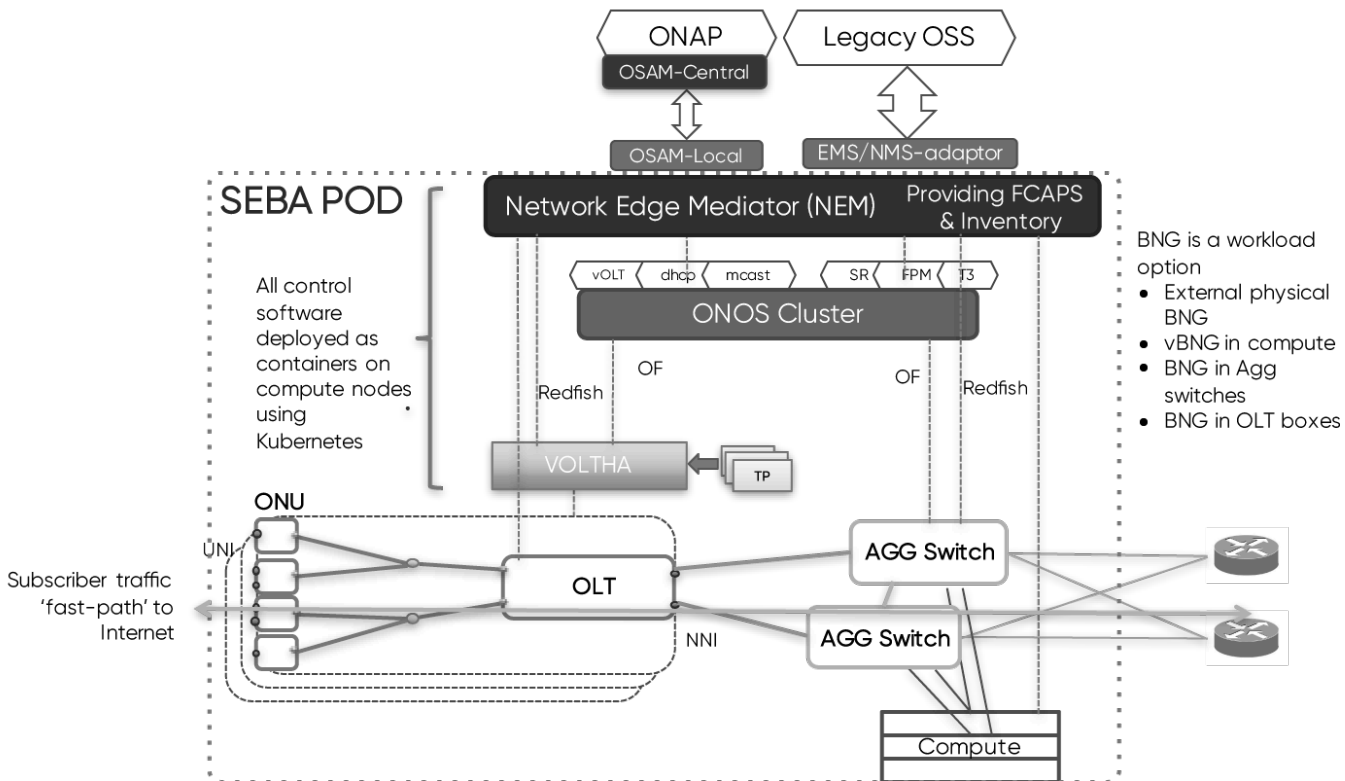 ONAP
Legacy OSS
OSAM-Central
OSAM-Local
EMS/NMS-adaptor
SEBA POD
Network Edge Mediator (NEM)
Providing FCAPS
& Inventory
vOLT
dhcp
mcast
SR
FPM
T3
ONOS Cluster
All control
software
deployed as
containers on
compute nodes
using
Kubernetes
OF
Redfish
OF
Redfish
BNG is a workload
option
• External physical
BNG
• vBNG in compute
• BNG in Agg
switches
• BNG in OLT boxes
VOLTHA
TP
ONU
UNI
OLT
AGG Switch
Subscriber traffic
'fast-path' to
Internet
NNI
AGG Switch
Compute